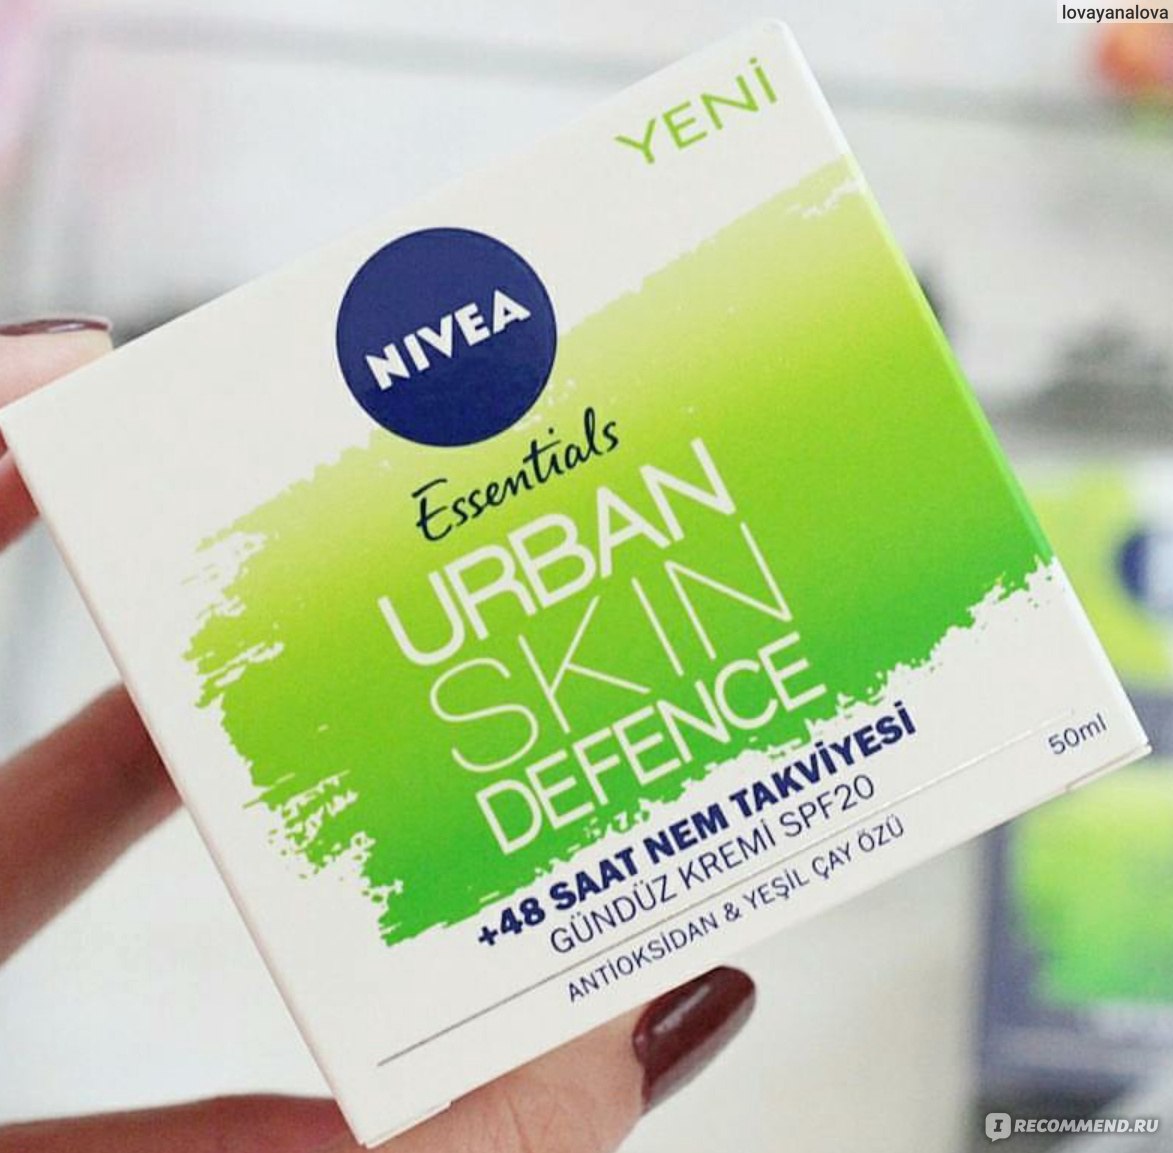 lovayanalova
YENİ
NIVEA
Essentials
URBAN
SKIN
DEFENCE
50ml
+48 SAAT NEM TAKVİYESİ
GÜNDÜZ KREMİ SPF20
ANTİOKSİDAN & YEŞİL ÇAY ÖZÜ
IRECOMMEND.RU